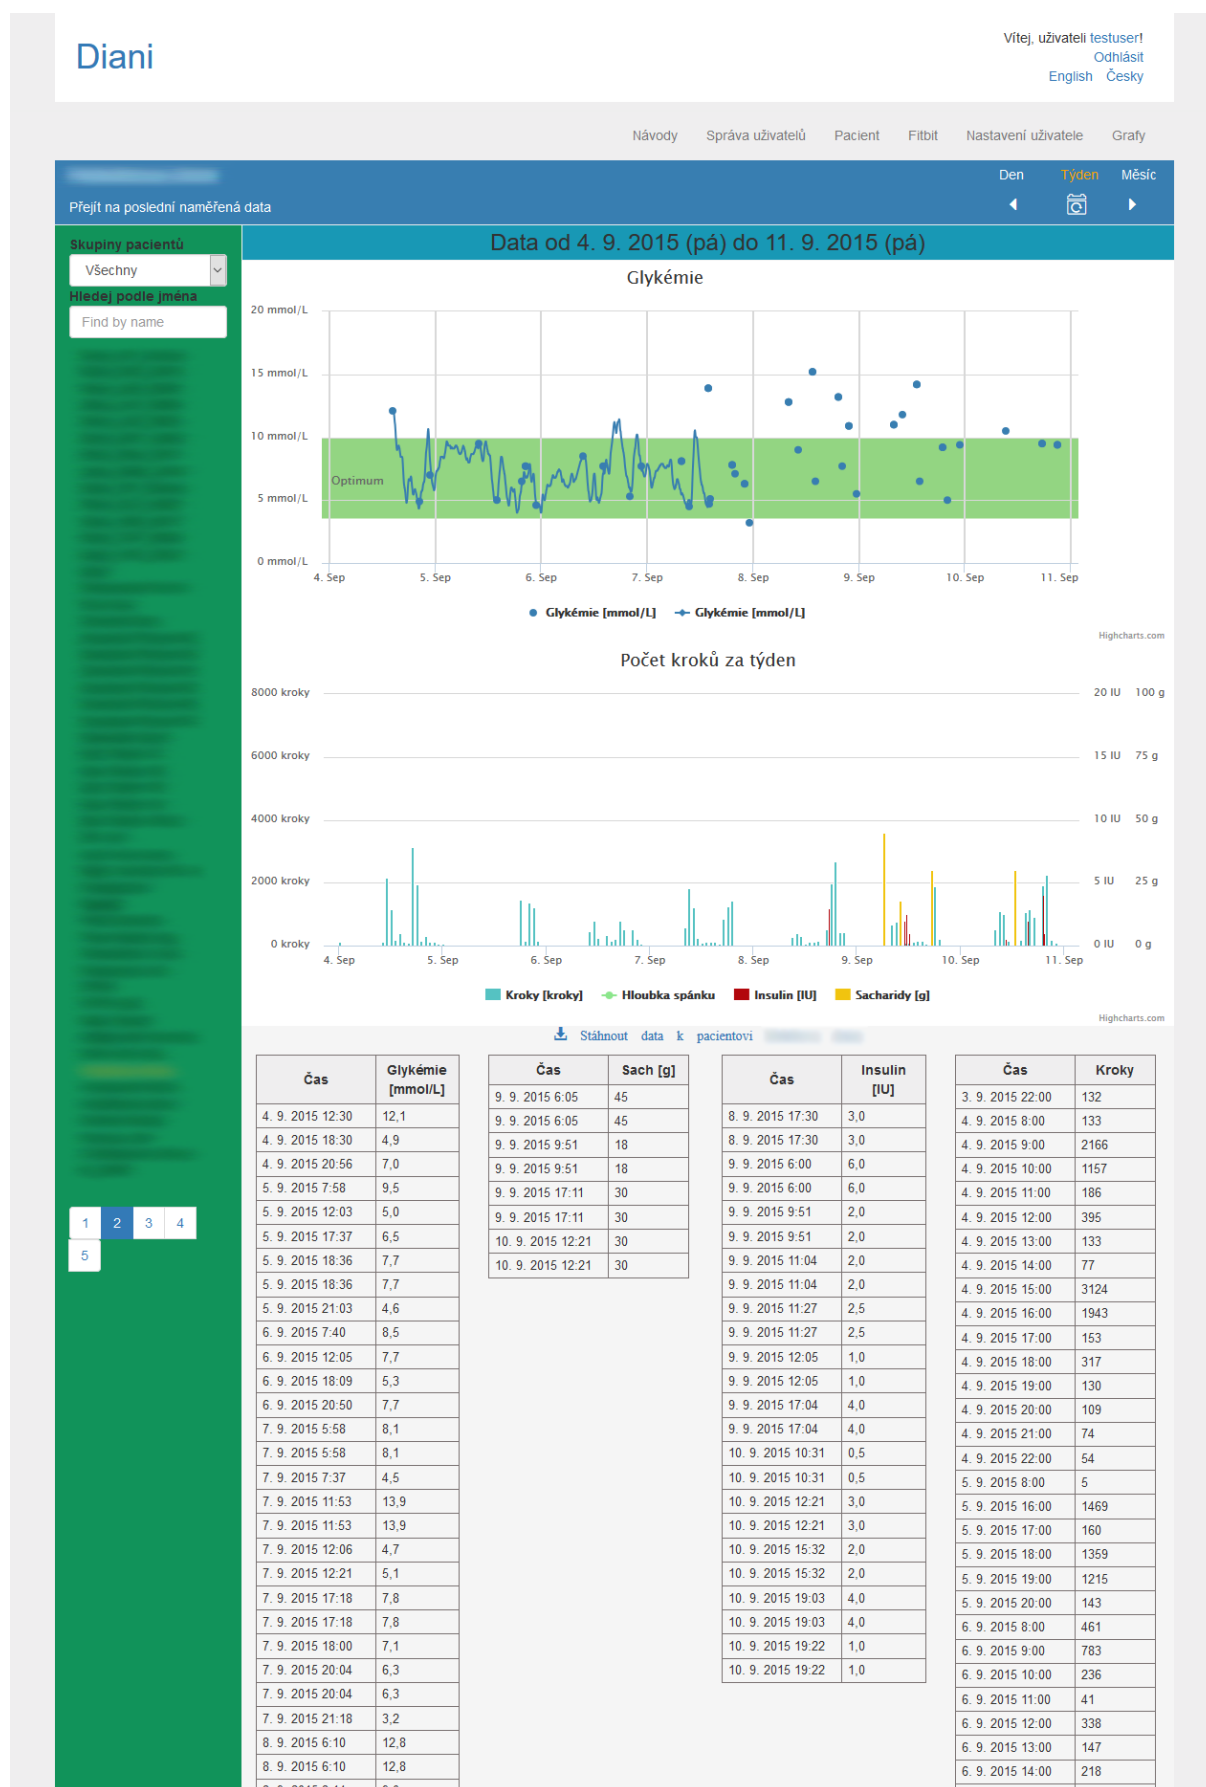 Diani
Vítej, uživateli testuser!
Odhlásit
English Česky
Návody Správa uživatelů Pacient Fitbit Nastavení uživatele Grafy
Den Týden Měsíc
Přejít na poslední naměřená data
Skupiny pacientů
Všechny
Hledej podle jména
Find by name
1 2 3 4
5
Data od 4. 9. 2015 (pá) do 11. 9. 2015 (pá)
Glykémie
20 mmol/L
15 mmol/L
10 mmol/L
Optimum
5 mmol/L
0 mmol/L
4. Sep 5. Sep 6. Sep 7. Sep 8. Sep 9. Sep 10. Sep 11. Sep
Glykémie [mmol/L] Glykémie [mmol/L]
Highcharts.com
Počet kroků za týden
8000 kroky 20 IU 100 g
6000 kroky 15 IU 75 g
4000 kroky 10 IU 50 g
2000 kroky 5 IU 25 g
0 kroky 0 IU 0 g
4. Sep 5. Sep 6. Sep 7. Sep 8. Sep 9. Sep 10. Sep 11. Sep
Kroky [kroky] Hloubka spánku Insulin [IU] Sacharidy [g]
Highcharts.com
Stáhnout data k pacientovi
Čas Glykémie [mmol/L]
4. 9. 2015 12:30 12,1
4. 9. 2015 18:30 4,9
4. 9. 2015 20:56 7,0
5. 9. 2015 7:58 9,5
5. 9. 2015 12:03 5,0
5. 9. 2015 17:37 6,5
5. 9. 2015 18:36 7,7
5. 9. 2015 18:36 7,7
5. 9. 2015 21:03 4,6
6. 9. 2015 7:40 8,5
6. 9. 2015 12:05 7,7
6. 9. 2015 18:09 5,3
6. 9. 2015 20:50 7,7
7. 9. 2015 5:58 8,1
7. 9. 2015 5:58 8,1
7. 9. 2015 7:37 4,5
7. 9. 2015 11:53 13,9
7. 9. 2015 11:53 13,9
7. 9. 2015 12:06 4,7
7. 9. 2015 12:21 5,1
7. 9. 2015 17:18 7,8
7. 9. 2015 17:18 7,8
7. 9. 2015 18:00 7,1
7. 9. 2015 20:04 6,3
7. 9. 2015 20:04 6,3
7. 9. 2015 21:18 3,2
8. 9. 2015 6:10 12,8
8. 9. 2015 6:10 12,8
Čas Sach [g]
9. 9. 2015 6:05 45
9. 9. 2015 6:05 45
9. 9. 2015 9:51 18
9. 9. 2015 9:51 18
9. 9. 2015 17:11 30
9. 9. 2015 17:11 30
10. 9. 2015 12:21 30
10. 9. 2015 12:21 30
Čas Insulin [IU]
8. 9. 2015 17:30 3,0
8. 9. 2015 17:30 3,0
9. 9. 2015 6:00 6,0
9. 9. 2015 6:00 6,0
9. 9. 2015 9:51 2,0
9. 9. 2015 9:51 2,0
9. 9. 2015 11:04 2,0
9. 9. 2015 11:04 2,0
9. 9. 2015 11:27 2,5
9. 9. 2015 11:27 2,5
9. 9. 2015 12:05 1,0
9. 9. 2015 12:05 1,0
9. 9. 2015 17:04 4,0
9. 9. 2015 17:04 4,0
10. 9. 2015 10:31 0,5
10. 9. 2015 10:31 0,5
10. 9. 2015 12:21 3,0
10. 9. 2015 12:21 3,0
10. 9. 2015 15:32 2,0
10. 9. 2015 15:32 2,0
10. 9. 2015 19:03 4,0
10. 9. 2015 19:03 4,0
10. 9. 2015 19:22 1,0
10. 9. 2015 19:22 1,0
Čas Kroky
3. 9. 2015 22:00 132
4. 9. 2015 8:00 133
4. 9. 2015 9:00 2166
4. 9. 2015 10:00 1157
4. 9. 2015 11:00 186
4. 9. 2015 12:00 395
4. 9. 2015 13:00 133
4. 9. 2015 14:00 77
4. 9. 2015 15:00 3124
4. 9. 2015 16:00 1943
4. 9. 2015 17:00 153
4. 9. 2015 18:00 317
4. 9. 2015 19:00 130
4. 9. 2015 20:00 109
4. 9. 2015 21:00 74
4. 9. 2015 22:00 54
5. 9. 2015 8:00 5
5. 9. 2015 16:00 1469
5. 9. 2015 17:00 160
5. 9. 2015 18:00 1359
5. 9. 2015 19:00 1215
5. 9. 2015 20:00 143
6. 9. 2015 8:00 461
6. 9. 2015 9:00 783
6. 9. 2015 10:00 236
6. 9. 2015 11:00 41
6. 9. 2015 12:00 338
6. 9. 2015 13:00 147
6. 9. 2015 14:00 218